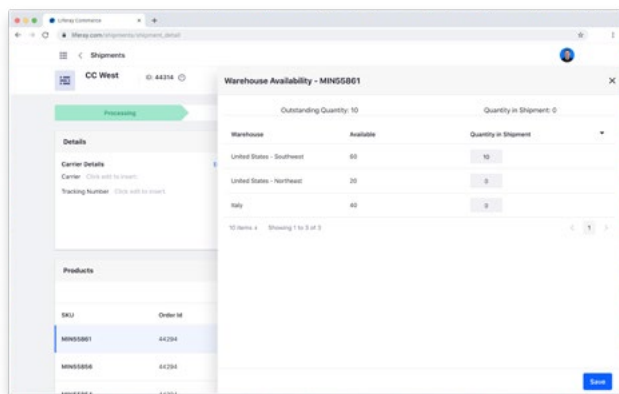 Liferay Commerce
liferay.com/shipments/shipment_detail
Shipments
CC West
ID: 44314
Processing
Details
Carrier Details
Carrier Click edit to insert.
Tracking Number Click edit to insert.
Products
SKU Order Id
MIN55861 44294
MIN55856 44294
Warehouse Availability - MIN55861
Outstanding Quantity: 10 Quantity in Shipment: 0
Warehouse Available Quantity in Shipment
United States - Southwest 60 10
United States - Northeast 20 0
Italy 40 0
10 items Showing 1 to 3 of 3
1
Save